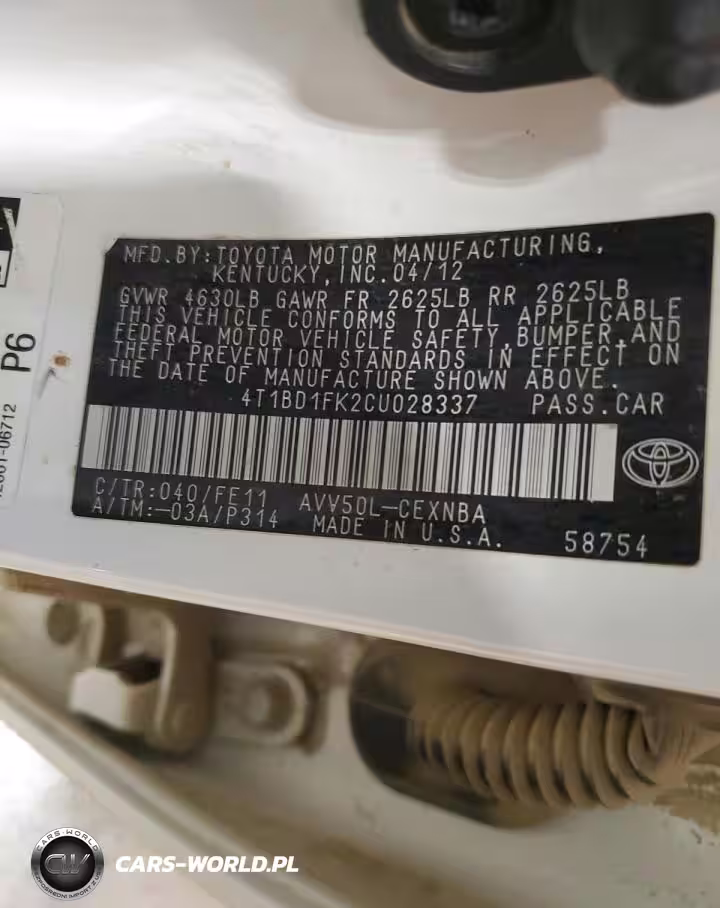 MFD.BY:TOYOTA MOTOR MANUFACTURING,
KENTUCKY,INC.04/12
GVWR 4630LB GAWR FR 2625LB RR 2625LB
THIS VEHICLE CONFORMS TO ALL APPLICABLE
FEDERAL MOTOR VEHICLE SAFETY,BUMPER,AND
THEFT PREVENTION STANDARDS IN EFFECT ON
THE DATE OF MANUFACTURE SHOWN ABOVE.
4T1BD1FK2CU028337 PASS.CAR
C/TR:040/FE11 AVV50L-CEXNBA
A/TM:-03A/P314 MADE IN U.S.A. 58754
P6
CARS-WORLD
CW
CARS-WORLD.PL